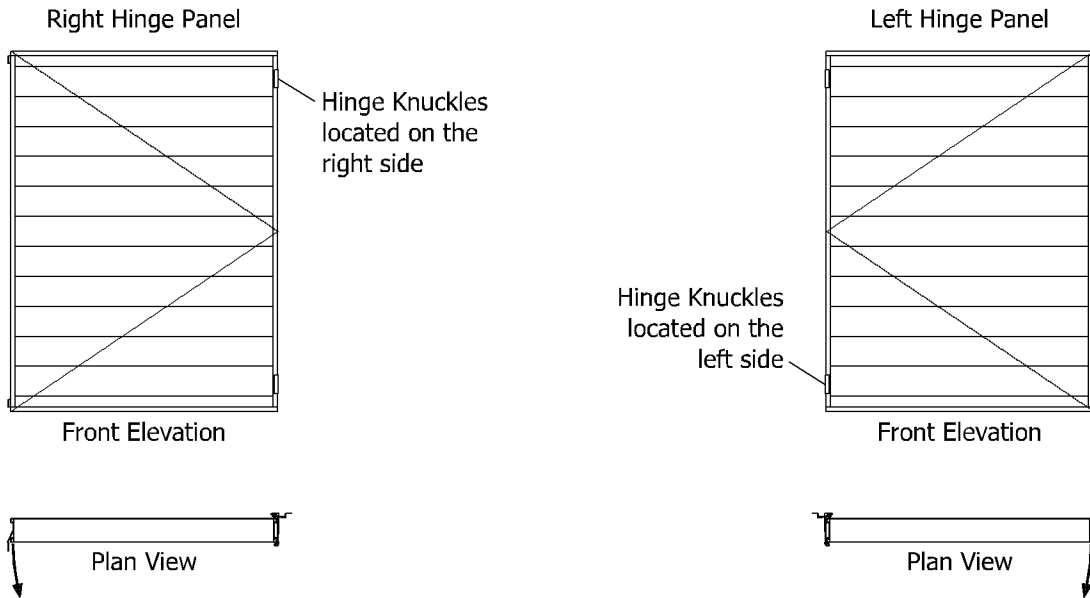 Right Hinge Panel
Hinge Knuckles
located on the
right side
Front Elevation
Plan View
Left Hinge Panel
Hinge Knuckles
located on the
left side
Front Elevation
Plan View